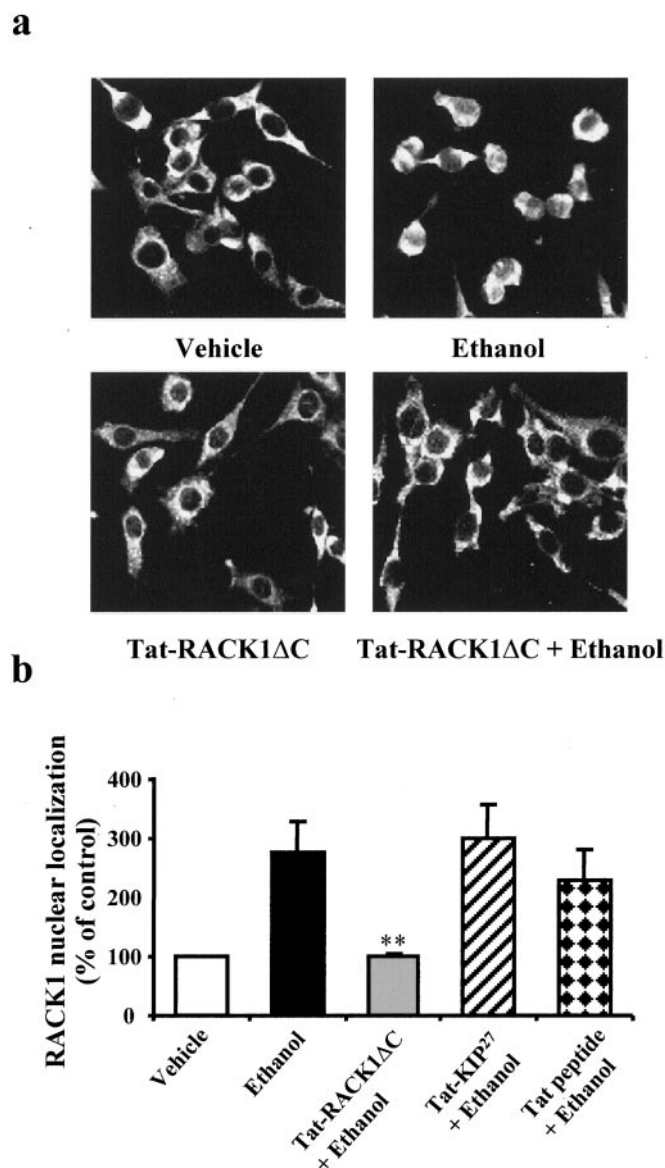 a
Vehicle
Ethanol
Tat-RACK1ΔC
Tat-RACK1ΔC + Ethanol
b
RACK1 nuclear localization
(% of control)
400
300
200
100
0
**
Vehicle
Ethanol
Tat-RACK1ΔC
+ Ethanol
Tat-KIP27
+ Ethanol
Tat peptide
+ Ethanol